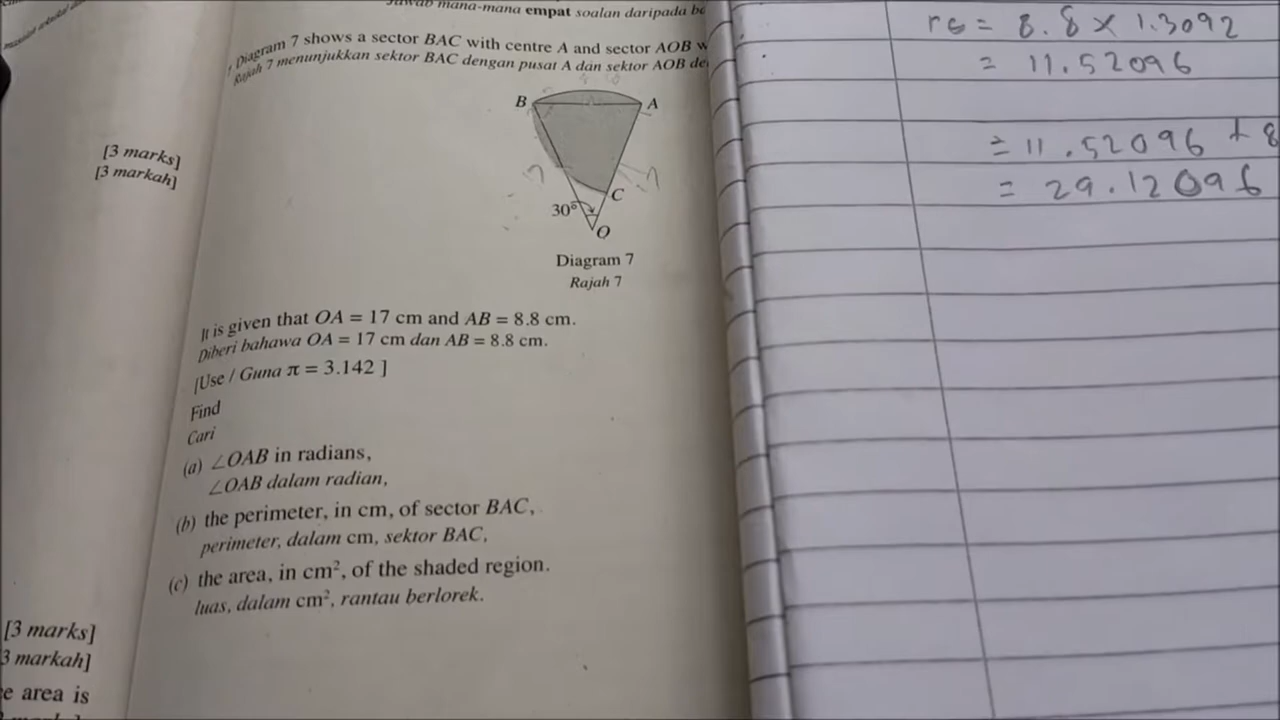 mana-mana empat soalan daripada
Diagram 7 shows a sector BAC with centre A and sector AOB
Rajah 7 menunjukkan sektor BAC dengan pusat A dan sektor AOB
B
A
C
30°
O
Diagram 7
Rajah 7
It is given that OA = 17 cm and AB = 8.8 cm.
Diberi bahawa OA = 17 cm dan AB = 8.8 cm.
[Use / Guna π = 3.142 ]
Find
Cari
(a) ∠OAB in radians,
∠OAB dalam radian,
(b) the perimeter, in cm, of sector BAC,
perimeter, dalam cm, sektor BAC,
(c) the area, in cm², of the shaded region.
luas, dalam cm², rantau berlorek.
[3 marks]
[3 markah]
[3 marks]
3 markah]
area is
rθ = 8.8 × 1.3092
= 11.52096
= 11.52096 + 8
= 29.12096